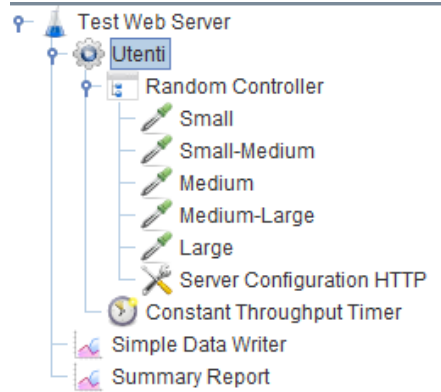 Test Web Server
Utenti
Random Controller
Small
Small-Medium
Medium
Medium-Large
Large
Server Configuration HTTP
Constant Throughput Timer
Simple Data Writer
Summary Report